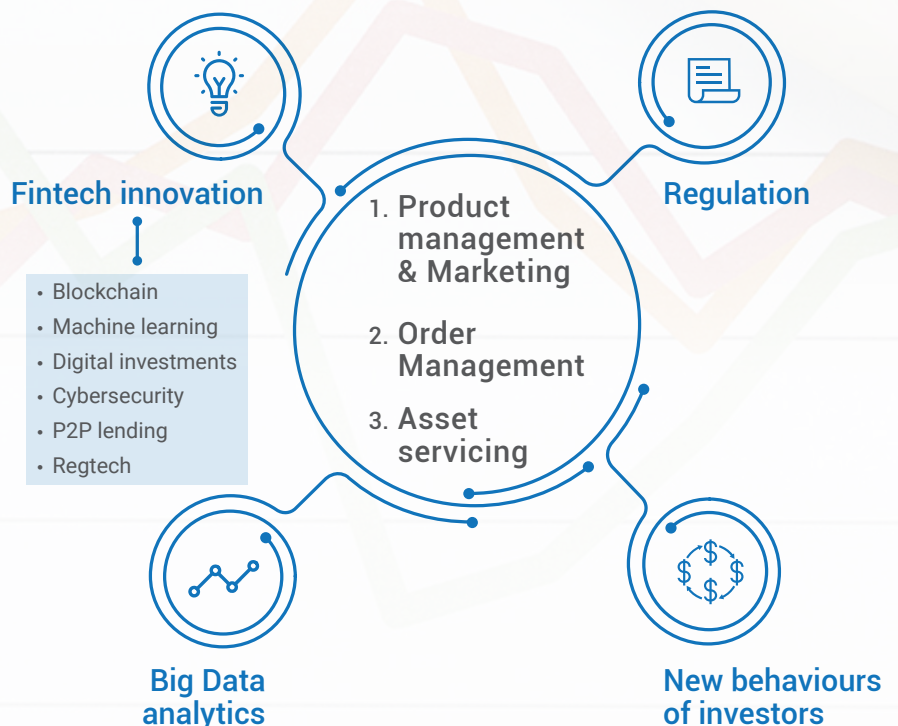 Fintech innovation
• Blockchain
• Machine learning
• Digital investments
• Cybersecurity
• P2P lending
• Regtech
Regulation
1. Product
management
& Marketing
2. Order
Management
3. Asset
servicing
Big Data
analytics
New behaviours
of investors